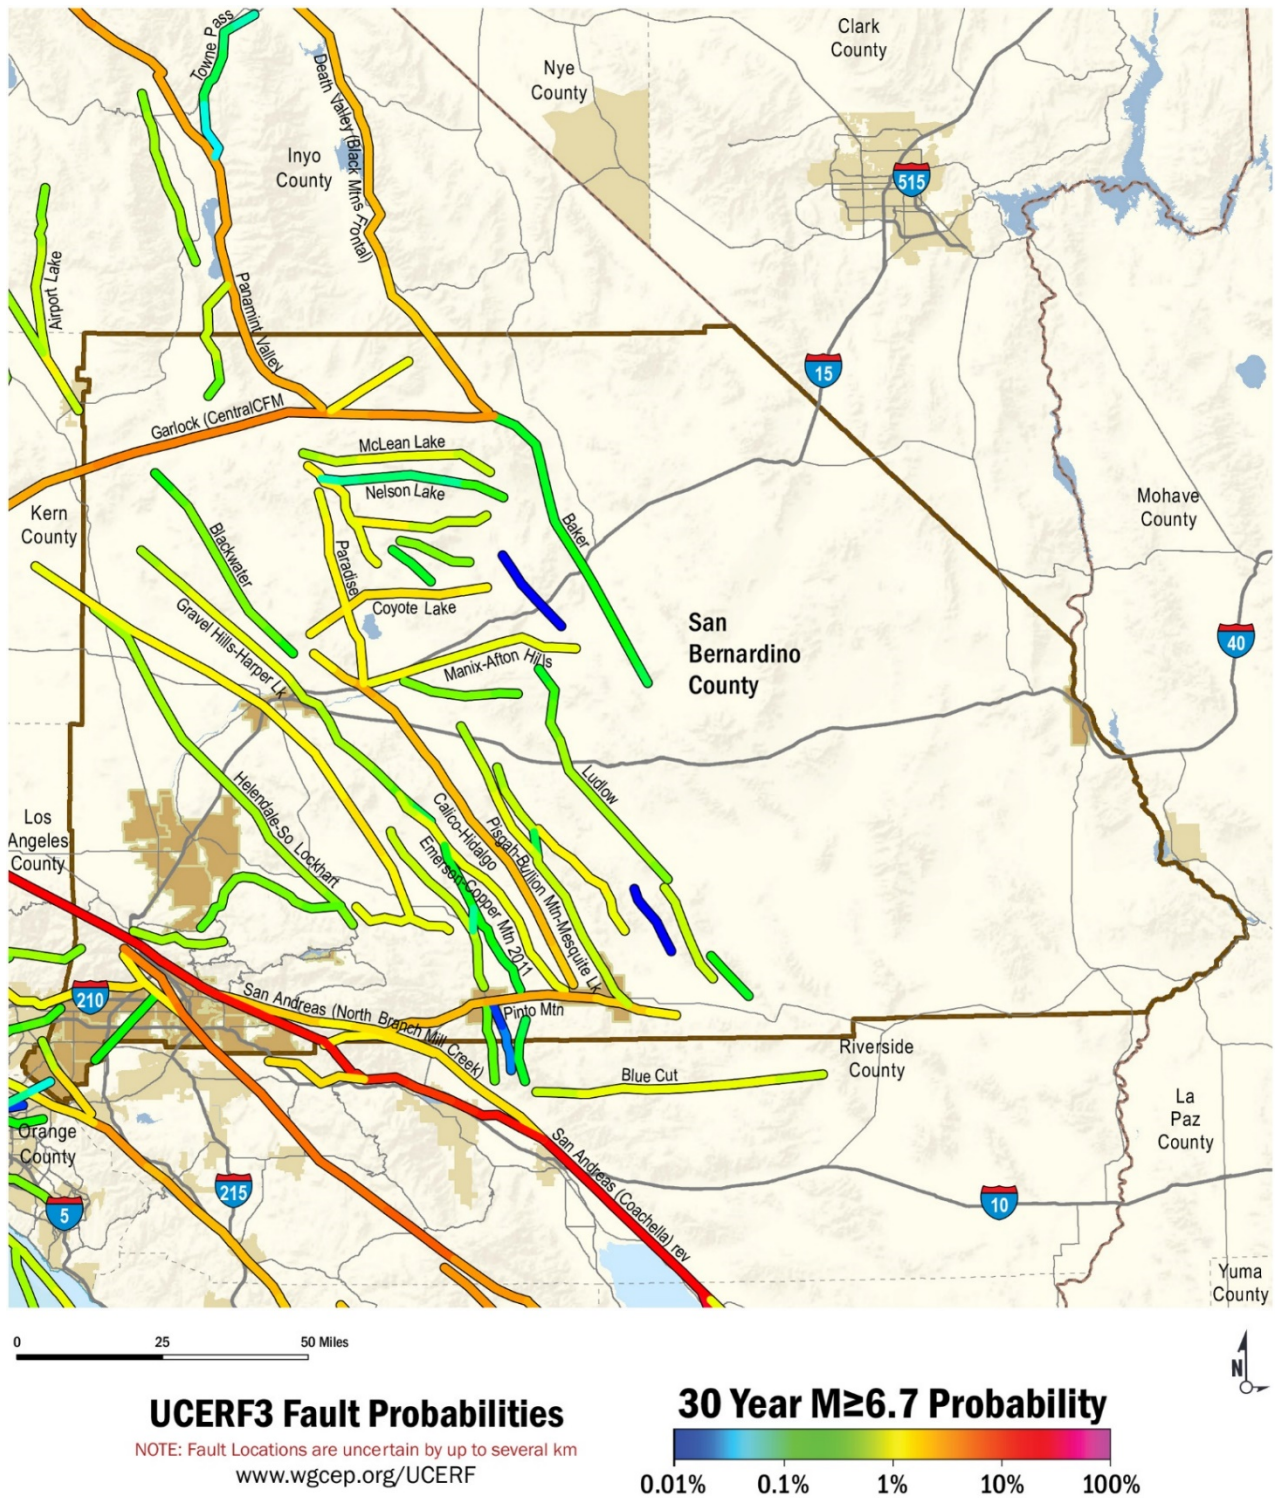 Clark
County
Towne Pass
Nye
County
Death Valley (Black Mtns Frontal)
Inyo
County
515
Airport Lake
Panamint Valley
15
Garlock (CentralCFM
McLean Lake
Nelson Lake
Kern
County
Mohave
County
Blackwater
Paradise
Baker
Coyote Lake
Gravel Hills-Harper Lk
San
Bernardino
County
40
Manix-Afton Hills
Helendale-So Lockhart
Ludlow
Los
Angeles
County
Calico-Hidalgo
Pisgah-Bullion Mtn-Mesquite Lk
Emerson-Copper Mtn 2011
210
San Andreas (North Branch Mill Creek)
Pinto Mtn
Riverside
County
Blue Cut
La
Paz
County
Orange
County
San Andreas (Coachella) rev
215
5
10
Yuma
County
0 25 50 Miles
N
UCERF3 Fault Probabilities
NOTE: Fault Locations are uncertain by up to several km
www.wgcep.org/UCERF
30 Year M≥6.7 Probability
0.01% 0.1% 1% 10% 100%